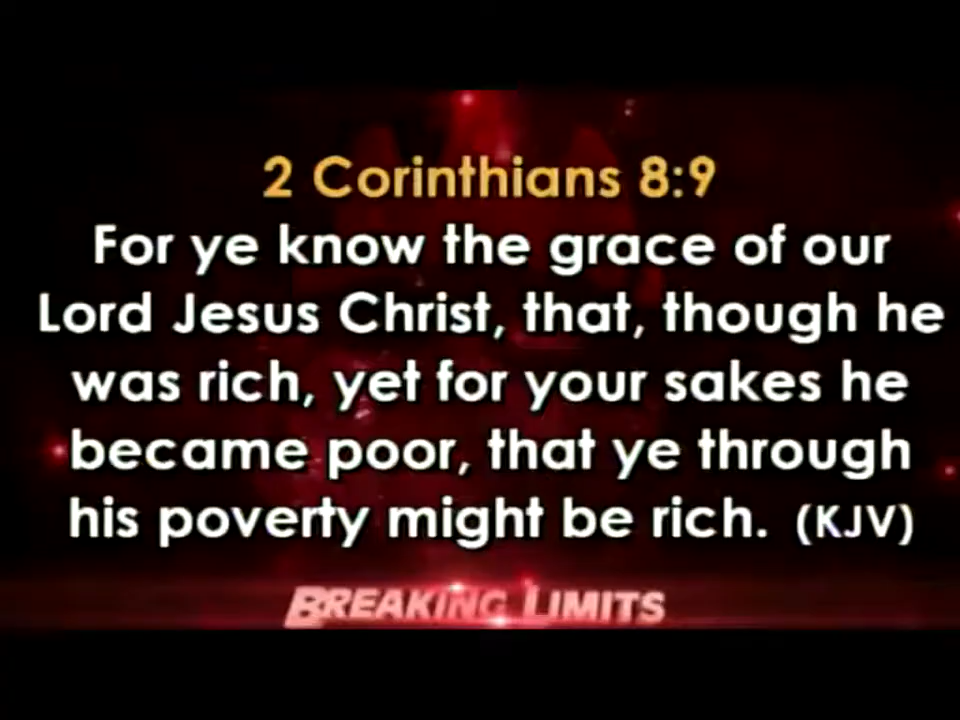 2 Corinthians 8:9
For ye know the grace of our
Lord Jesus Christ, that, though he
was rich, yet for your sakes he
became poor, that ye through
his poverty might be rich. (KJV)
BREAKING LIMITS